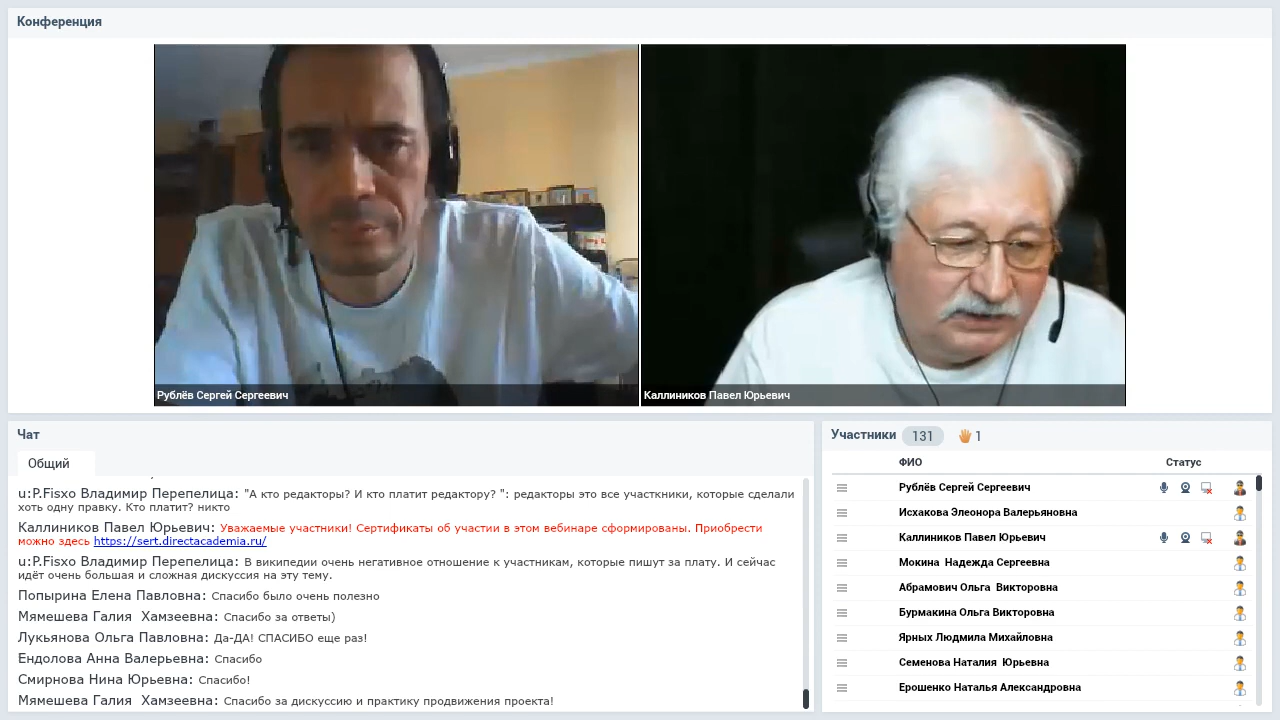 Конференция
Рублёв Сергей Сергеевич
Каллиников Павел Юрьевич
Чат
Общий
u:P.Fisxo Владимир Перепелица: "А кто редакторы? И кто платит редактору? ": редакторы это все участкники, которые сделали
хоть одну правку. Кто платит? никто
Каллиников Павел Юрьевич: Уважаемые участники! Сертификаты об участии в этом вебинаре сформированы. Приобрести
можно здесь https://sert.directacademia.ru/
u:P.Fisxo Владимир Перепелица: В википедии очень негативное отношение к участникам, которые пишут за плату. И сейчас
идёт очень большая и сложная дискуссия на эту тему.
Попырина Елена Павловна: Спасибо было очень полезно
Мямешева Галия Хамзеевна: Спасибо за ответы)
Лукьянова Ольга Павловна: Да-ДА! СПАСИБО еще раз!
Ендолова Анна Валерьевна: Спасибо
Смирнова Нина Юрьевна: Спасибо!
Мямешева Галия Хамзеевна: Спасибо за дискуссию и практику продвижения проекта!
Участники 131 1
ФИО Статус
Рублёв Сергей Сергеевич
Исхакова Элеонора Валерьяновна
Каллиников Павел Юрьевич
Мокина Надежда Сергеевна
Абрамович Ольга Викторовна
Бурмакина Ольга Викторовна
Ярных Людмила Михайловна
Семенова Наталия Юрьевна
Ерошенко Наталья Александровна